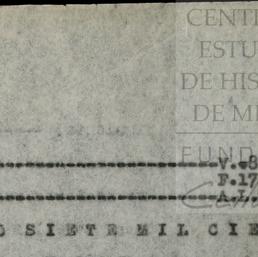 CENT
ESTU
DE HIS
DE M
FUND
V.-8
F.17
A.L.
O SIETE MIL CIE